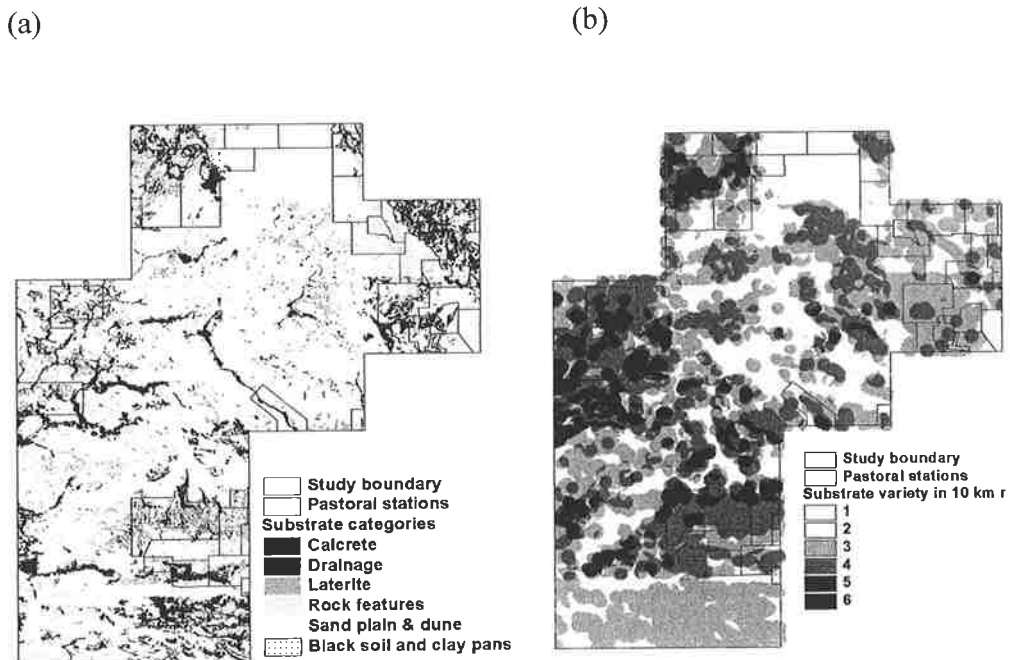 (a)
(b)
Study boundary
Pastoral stations
Substrate categories
Calcrete
Drainage
Laterite
Rock features
Sand plain & dune
Black soil and clay pans
Study boundary
Pastoral stations
Substrate variety in 10 km r
1
2
3
4
5
6